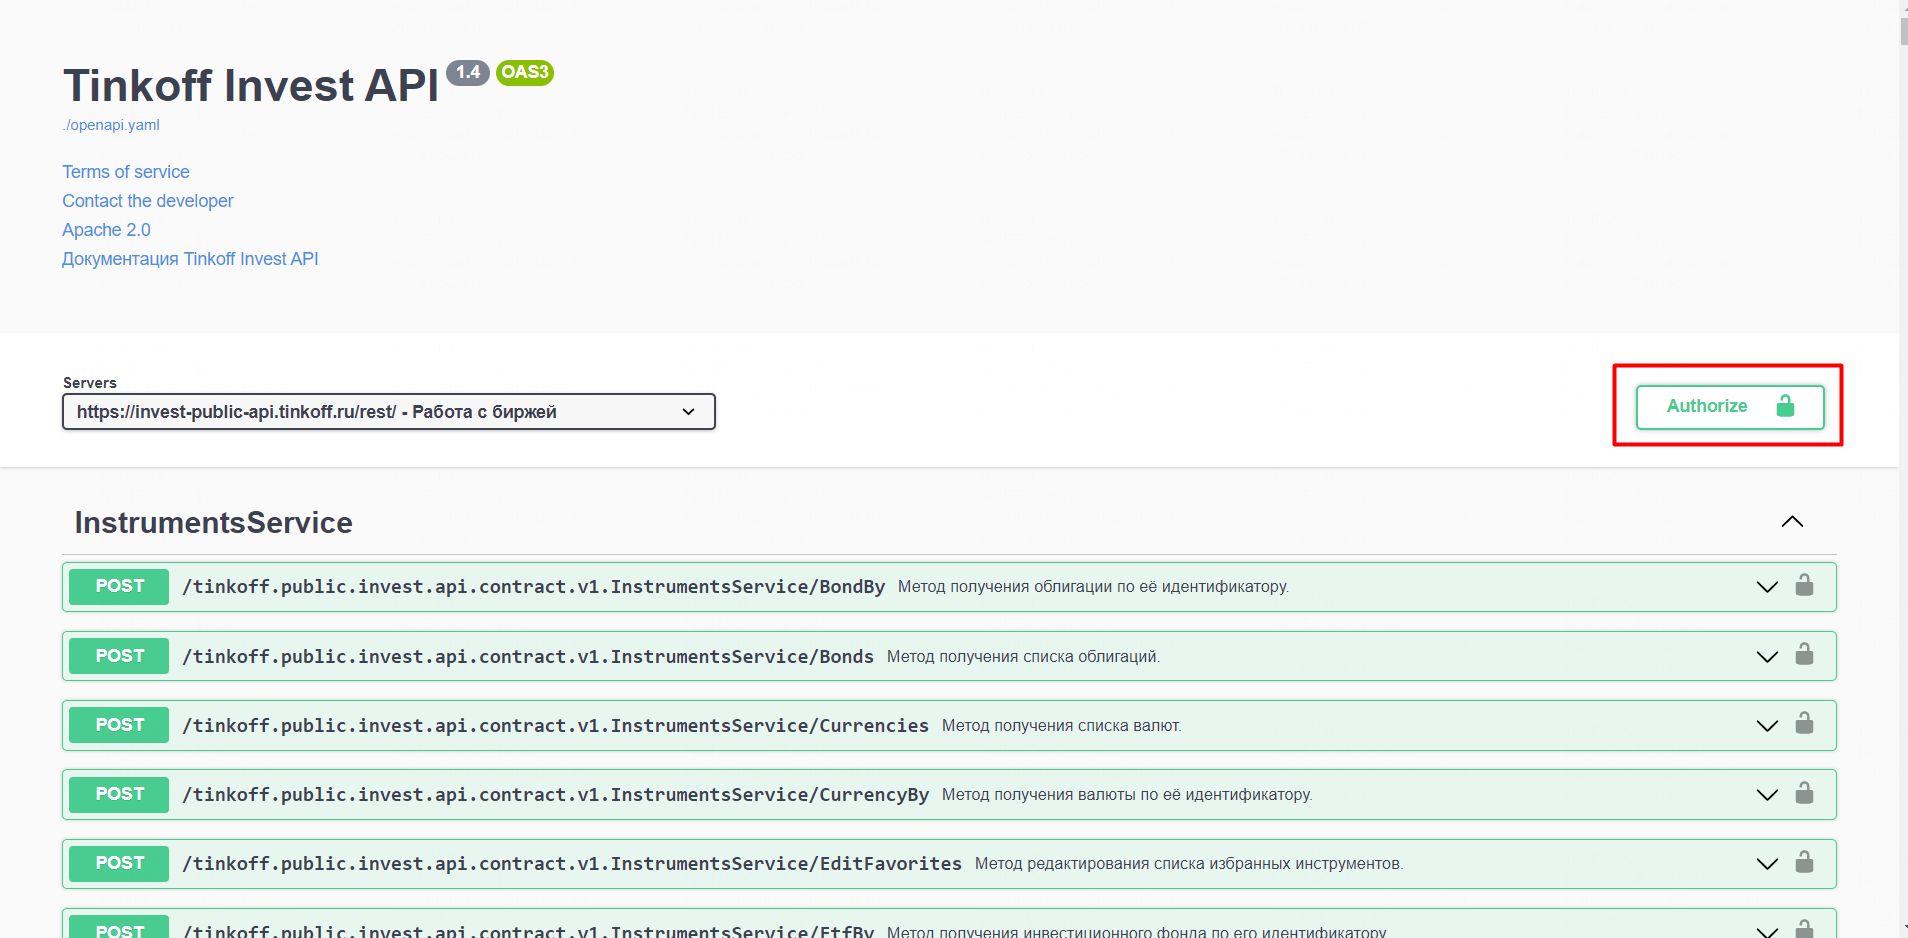 Tinkoff Invest API 1.4 OAS3
./openapi.yaml
Terms of service
Contact the developer
Apache 2.0
Документация Tinkoff Invest API
Servers
https://invest-public-api.tinkoff.ru/rest/ - Работа с биржей
Authorize
InstrumentsService
POST /tinkoff.public.invest.api.contract.v1.InstrumentsService/BondBy Метод получения облигации по её идентификатору.
POST /tinkoff.public.invest.api.contract.v1.InstrumentsService/Bonds Метод получения списка облигаций.
POST /tinkoff.public.invest.api.contract.v1.InstrumentsService/Currencies Метод получения списка валют.
POST /tinkoff.public.invest.api.contract.v1.InstrumentsService/CurrencyBy Метод получения валюты по её идентификатору.
POST /tinkoff.public.invest.api.contract.v1.InstrumentsService/EditFavorites Метод редактирования списка избранных инструментов.
POST /tinkoff.public.invest.api.contract.v1.InstrumentsService/EtfBy Метод получения инвестиционного фонда по его идентификатору